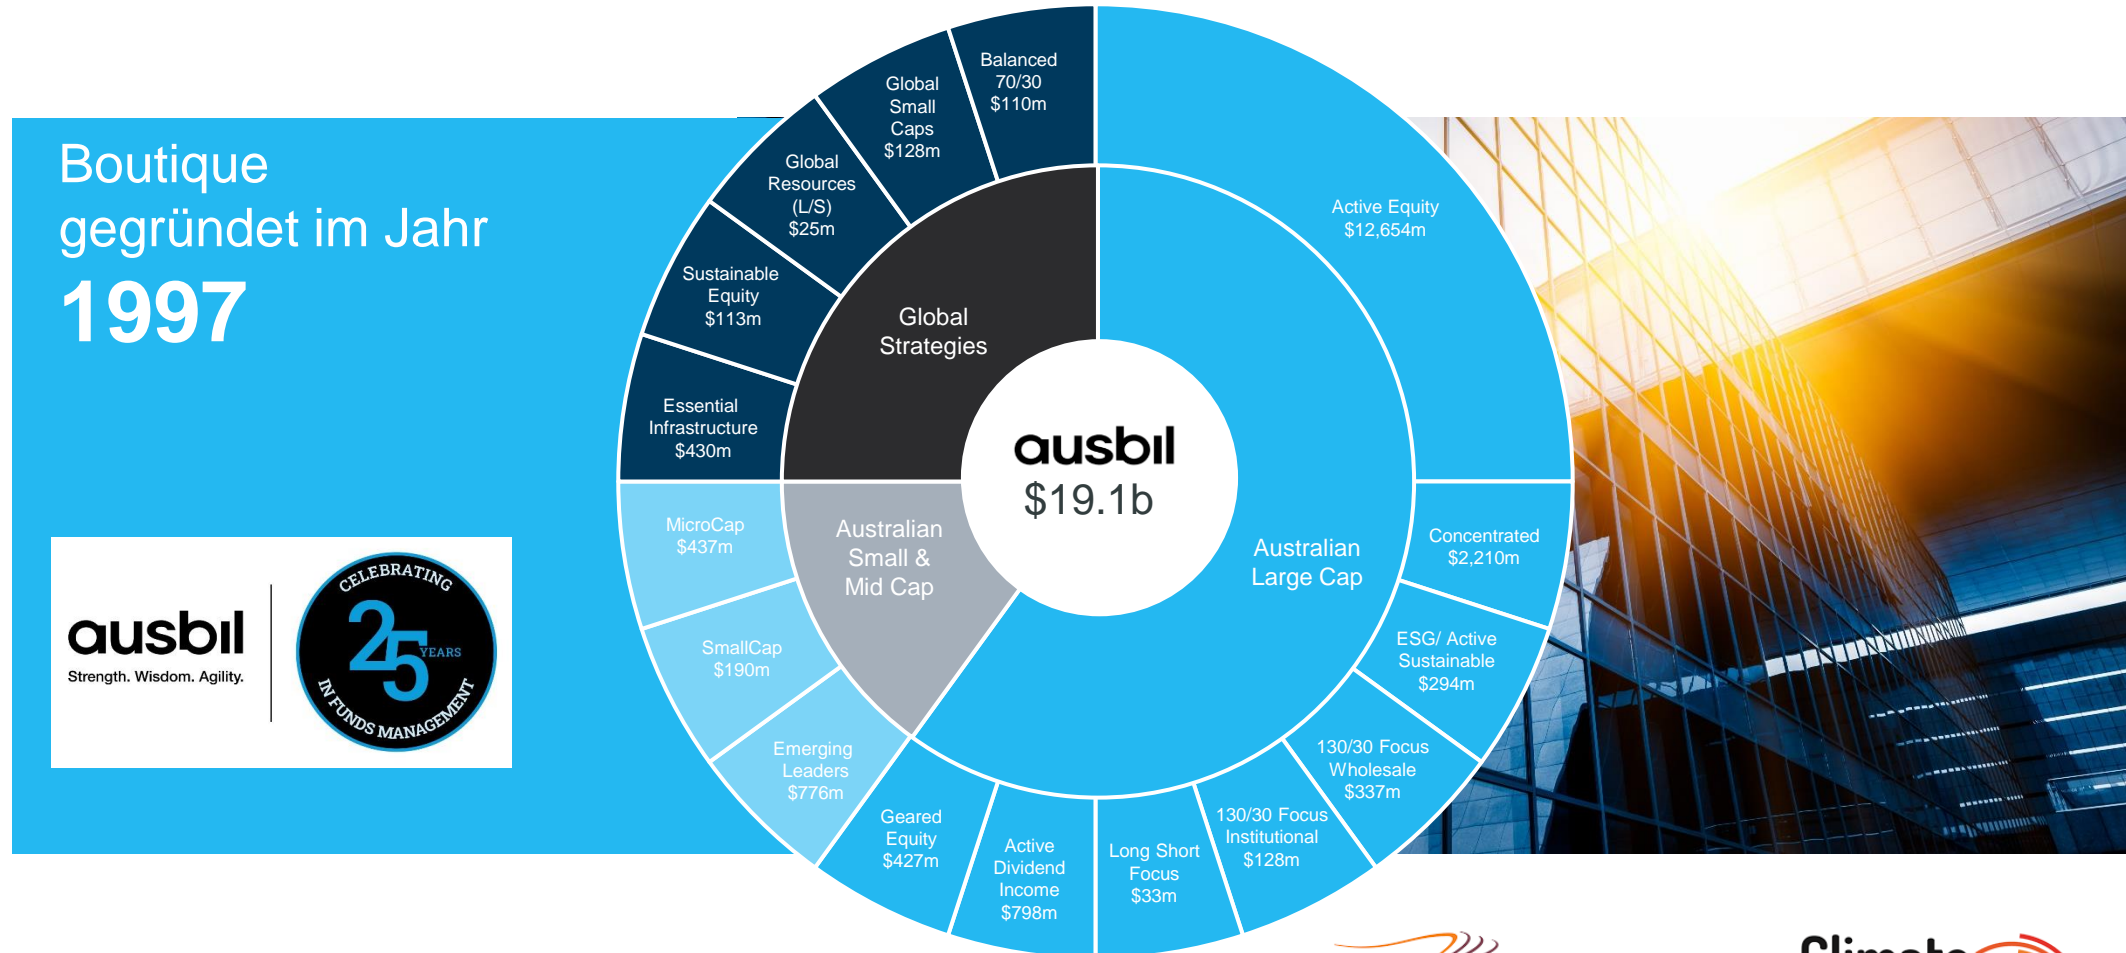 Boutique
gegründet im Jahr
1997
ausbil
Strength. Wisdom. Agility.
CELEBRATING
25
YEARS
IN FUNDS MANAGEMENT
Balanced
70/30
$110m
Global
Small
Caps
$128m
Global
Resources
(L/S)
$25m
Sustainable
Equity
$113m
Essential
Infrastructure
$430m
MicroCap
$437m
SmallCap
$190m
Emerging
Leaders
$776m
Geared
Equity
$427m
Active
Dividend
Income
$798m
Long Short
Focus
$33m
130/30 Focus
Institutional
$128m
130/30 Focus
Wholesale
$337m
ESG/ Active
Sustainable
$294m
Concentrated
$2,210m
Active Equity
$12,654m
Global
Strategies
Australian
Small &
Mid Cap
Australian
Large Cap
ausbil
$19.1b
Climate